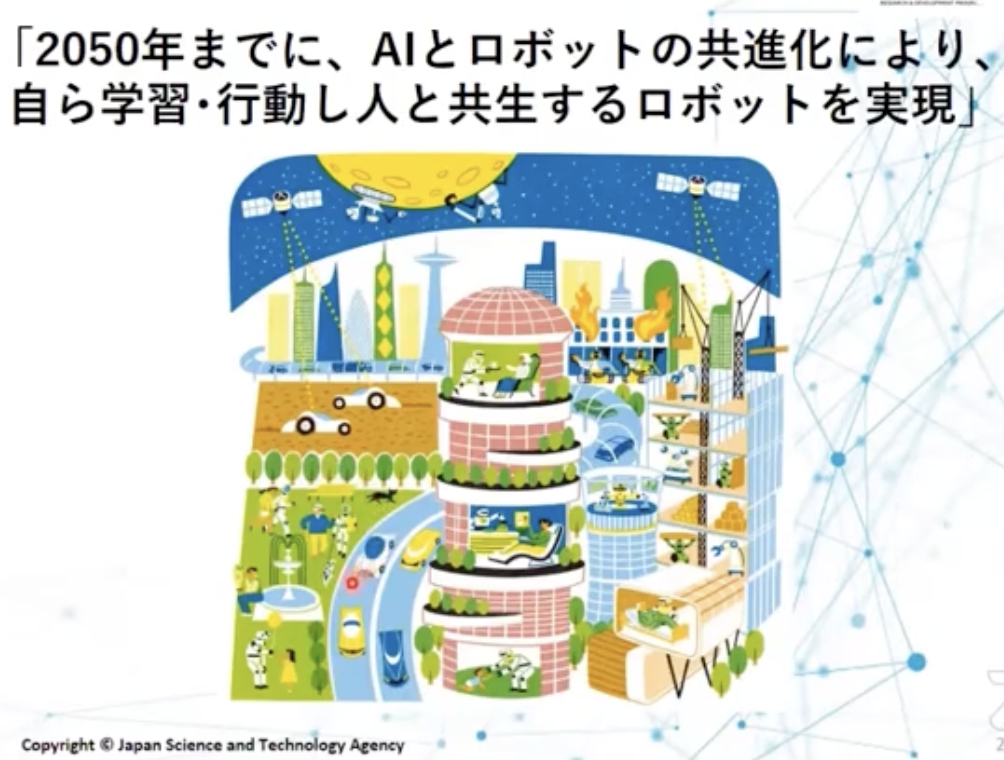 RESEARCH & DEVELOPMENT PROGRAM
「2050年までに、AIとロボットの共進化により、
自ら学習･行動し人と共生するロボットを実現」
Copyright © Japan Science and Technology Agency
2